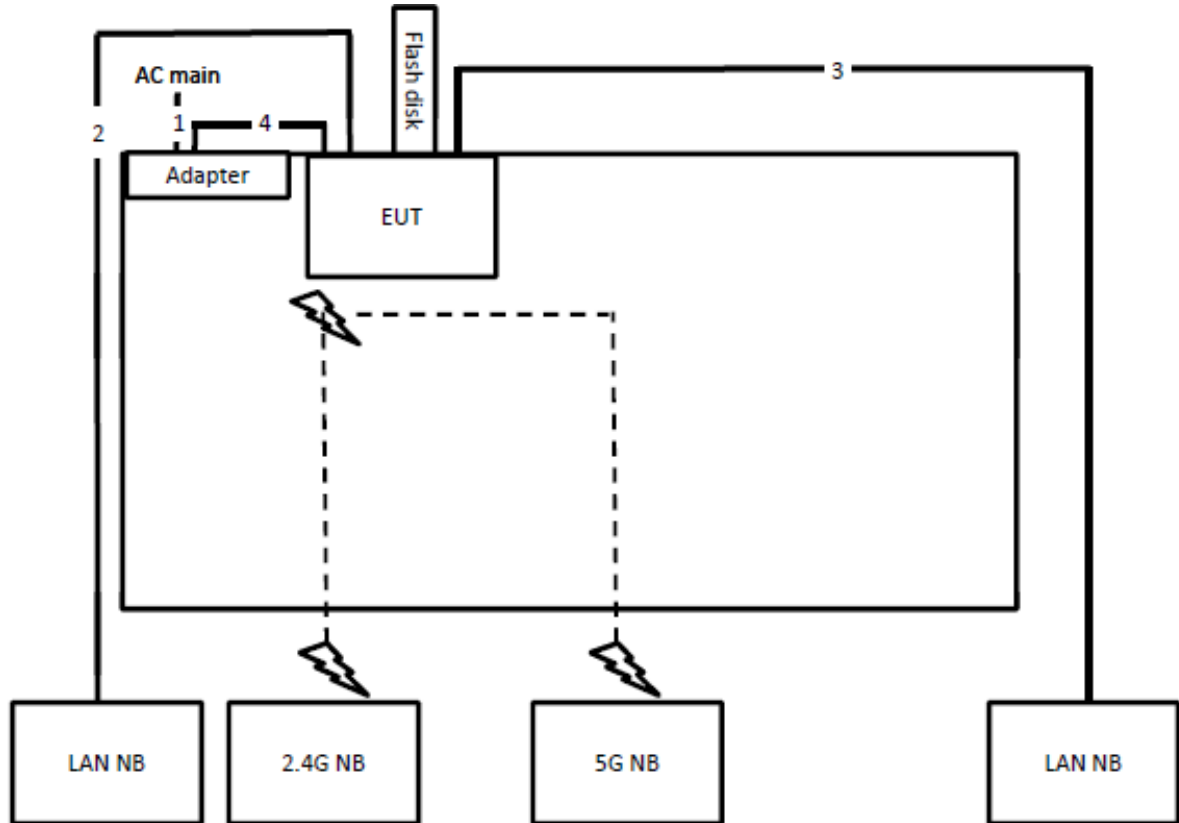 Flash disk
3
AC main
2
1
4
Adapter
EUT
LAN NB
2.4G NB
5G NB
LAN NB